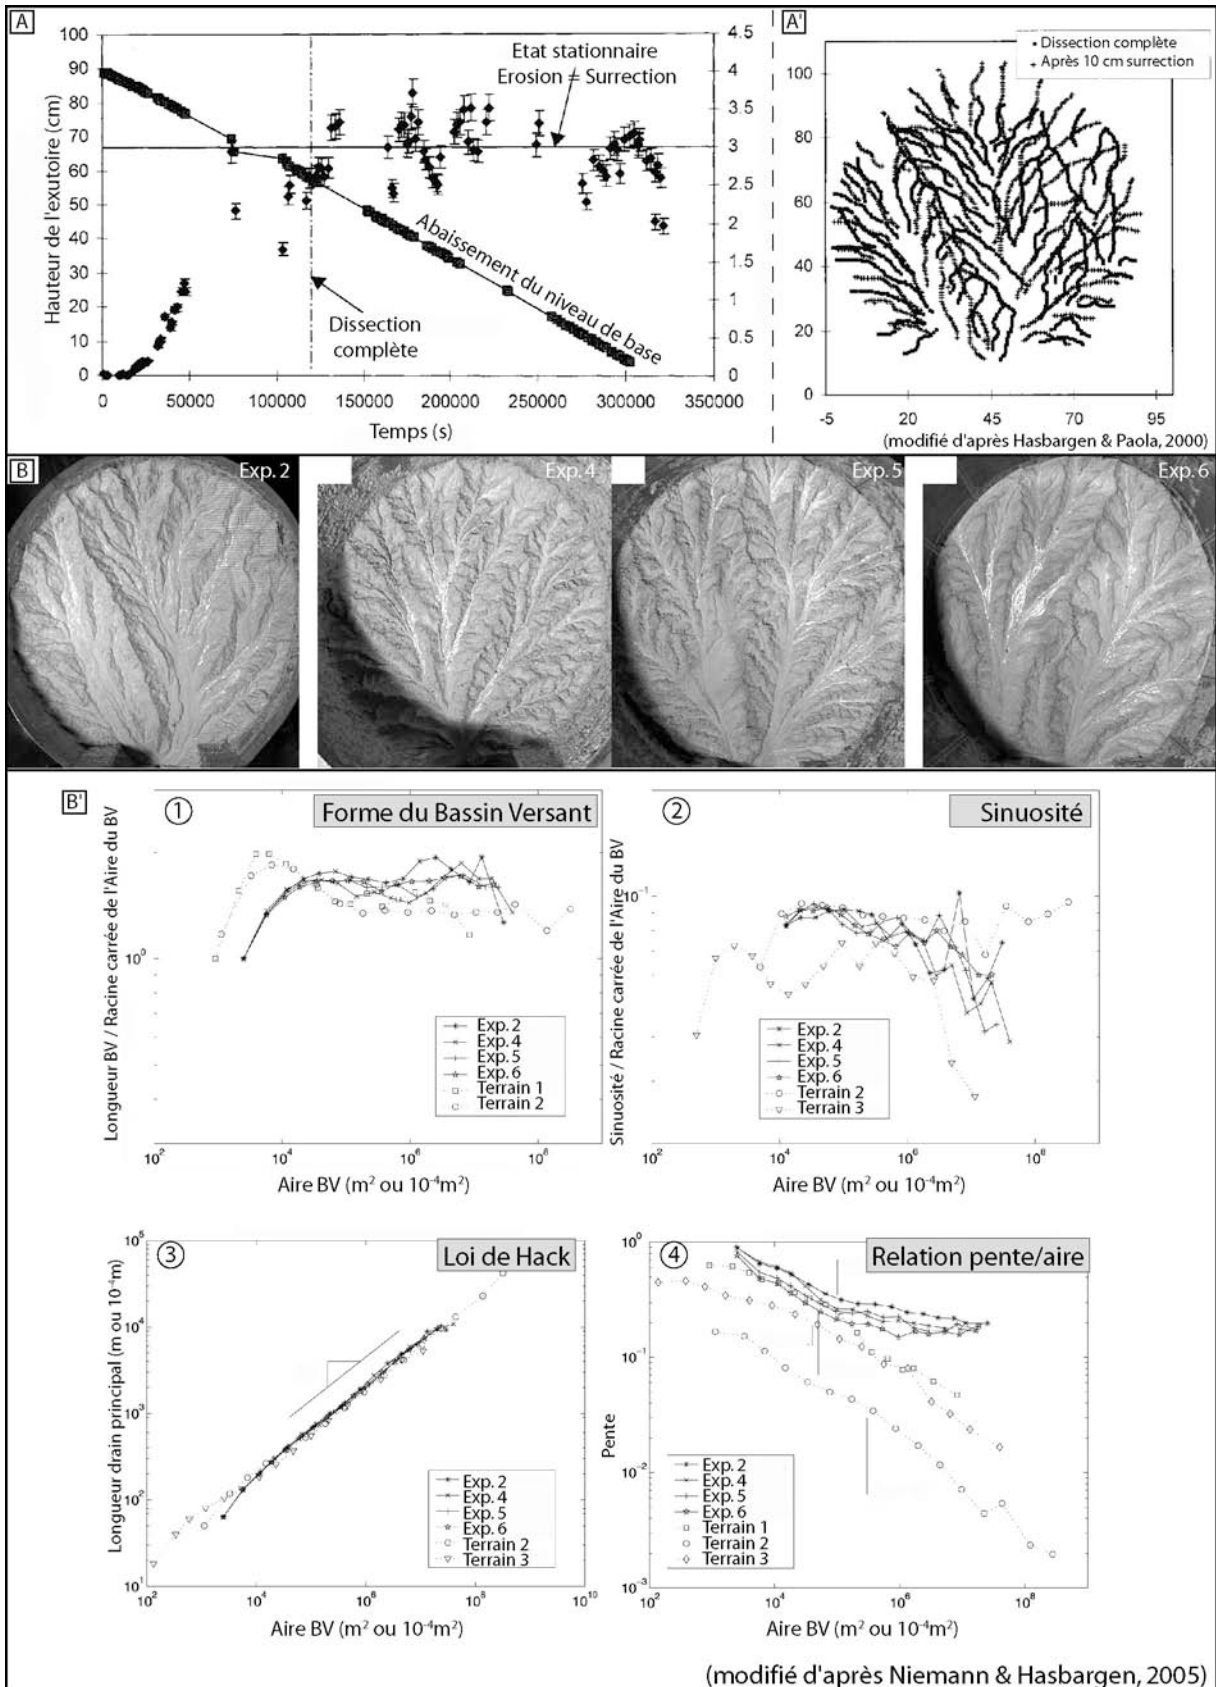 A
100
90
80
70
60
50
40
30
20
10
0
Hauteur de l'exutoire (cm)
4.5
4
3.5
3
2.5
2
1.5
1
0.5
0
Etat stationnaire
Erosion = Surrection
Abaissement du niveau de base
Dissection
complète
0 50000 100000 150000 200000 250000 300000 350000
Temps (s)
A'
Dissection complète
Après 10 cm surrection
100
80
60
40
20
0
-5 20 45 70 95
(modifié d'après Hasbargen & Paola, 2000)
B
Exp. 2
Exp. 4
Exp. 5
Exp. 6
B'
1
Forme du Bassin Versant
Longueur BV / Racine carrée de l'Aire du BV
10⁰
Exp. 2
Exp. 4
Exp. 5
Exp. 6
Terrain 1
Terrain 2
10² 10⁴ 10⁶ 10⁸
Aire BV (m² ou 10⁻⁴m²)
2
Sinuosité
Sinuosité / Racine carrée de l'Aire du BV
10⁻¹
Exp. 2
Exp. 4
Exp. 5
Exp. 6
Terrain 2
Terrain 3
10² 10⁴ 10⁶ 10⁸
Aire BV (m² ou 10⁻⁴m²)
3
Loi de Hack
Longueur drain principal (m ou 10⁻⁴m)
10⁵
10⁴
10³
10²
10¹
Exp. 2
Exp. 4
Exp. 5
Exp. 6
Terrain 2
Terrain 3
10² 10⁴ 10⁶ 10⁸ 10¹⁰
Aire BV (m² ou 10⁻⁴m²)
4
Relation pente/aire
Pente
10⁰
10⁻¹
10⁻²
10⁻³
Exp. 2
Exp. 4
Exp. 5
Exp. 6
Terrain 1
Terrain 2
Terrain 3
10² 10⁴ 10⁶ 10⁸
Aire BV (m² ou 10⁻⁴m²)
(modifié d'après Niemann & Hasbargen, 2005)